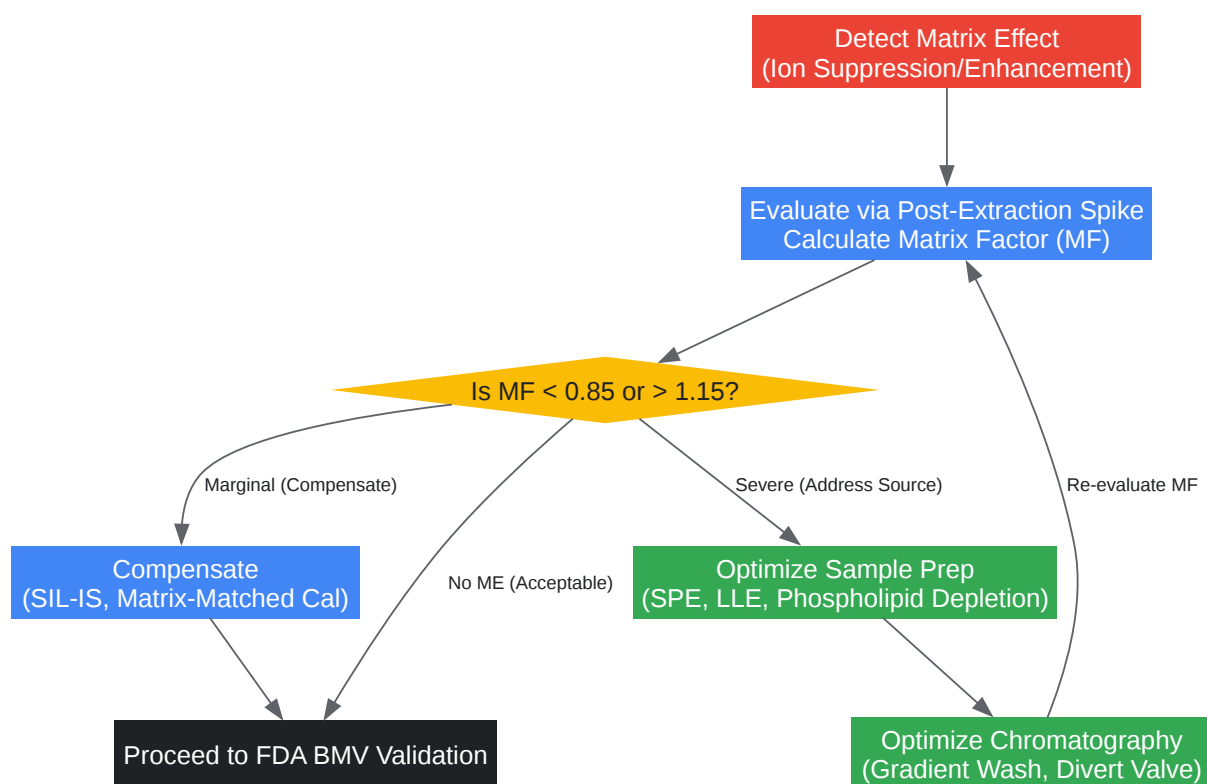 Detect Matrix Effect
(Ion Suppression/Enhancement)
Evaluate via Post-Extraction Spike
Calculate Matrix Factor (MF)
Is MF < 0.85 or > 1.15?
Marginal (Compensate)
Severe (Address Source)
Re-evaluate MF
Compensate
(SIL-IS, Matrix-Matched Cal)
No ME (Acceptable)
Optimize Sample Prep
(SPE, LLE, Phospholipid Depletion)
Proceed to FDA BMV Validation
Optimize Chromatography
(Gradient Wash, Divert Valve)